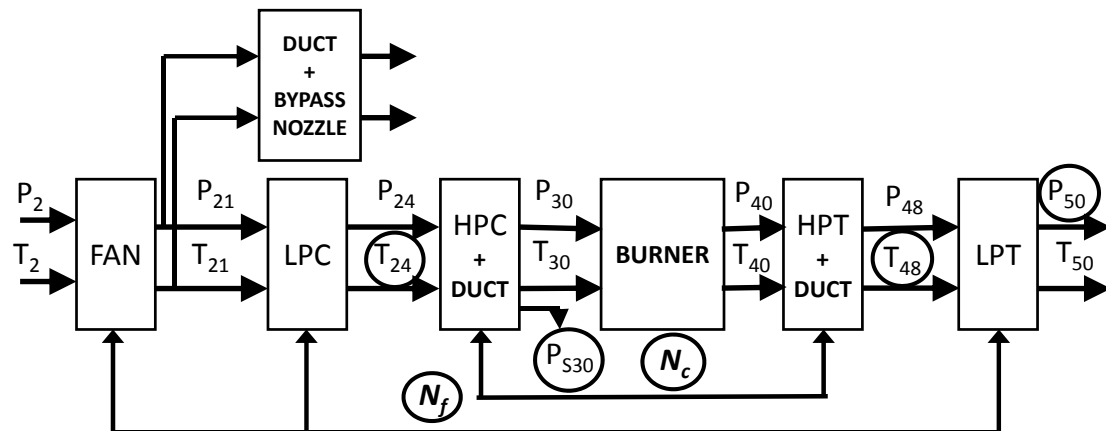 DUCT
+
BYPASS
NOZZLE
P2
T2
FAN
P21
T21
LPC
P24
T24
HPC
+
DUCT
P30
T30
PS30
BURNER
P40
T40
HPT
+
DUCT
P48
T48
LPT
P50
T50
Nc
Nf